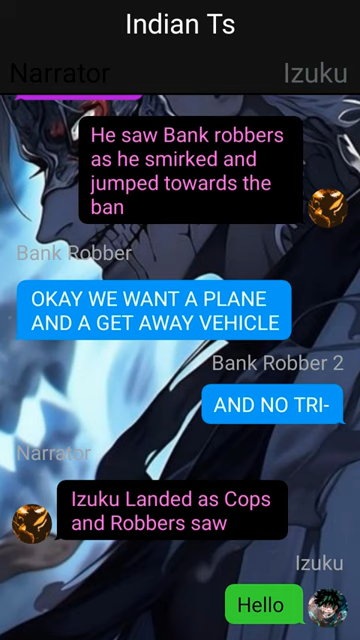 Indian Ts
Narrator
Izuku
He saw Bank robbers
as he smirked and
jumped towards the
ban
Bank Robber
OKAY WE WANT A PLANE
AND A GET AWAY VEHICLE
Bank Robber 2
AND NO TRI-
Narrator
Izuku Landed as Cops
and Robbers saw
Izuku
Hello